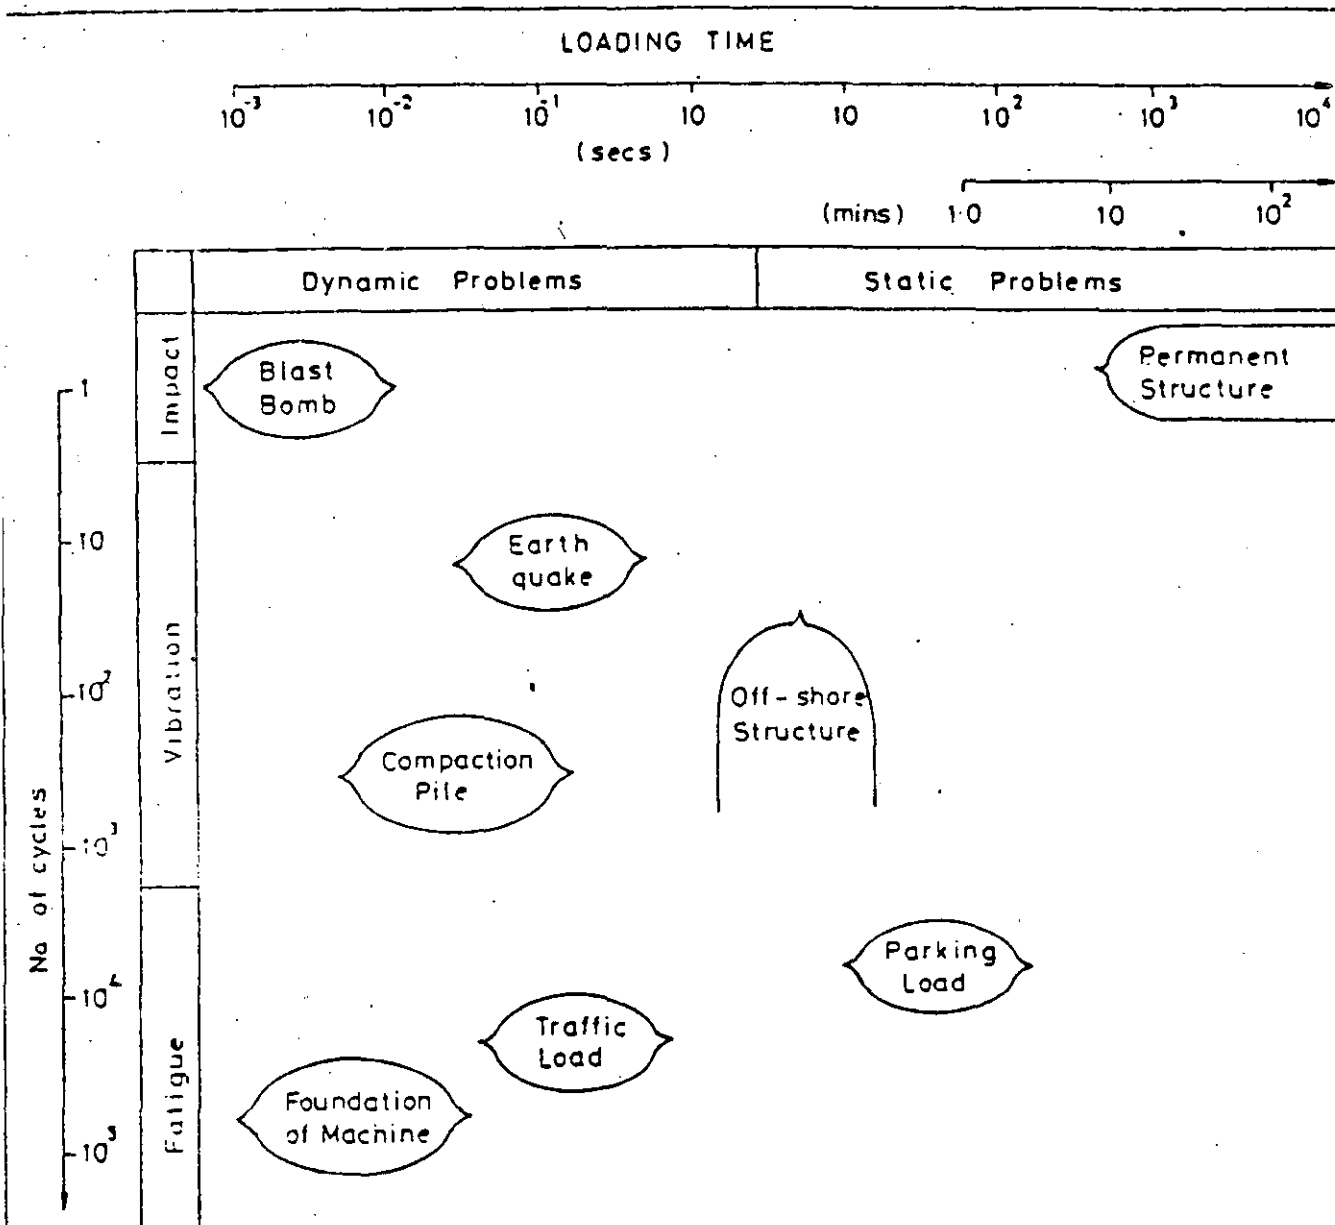 LOADING TIME
10⁻³ 10⁻² 10⁻¹ 10 10 10² 10³ 10⁴
(secs)
(mins) 1·0 10 10²
Dynamic Problems Static Problems
Impact
Blast
Bomb
Permanent
Structure
1
Vibration
10
Earth
quake
10²
Off-shore
Structure
Compaction
Pile
No of cycles
10³
Fatigue
Parking
Load
10⁴
Traffic
Load
Foundation
of Machine
10⁵